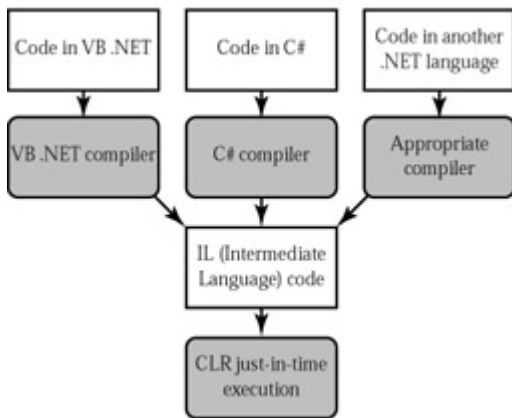 Code in VB .NET
Code in C#
Code in another
.NET language
VB .NET compiler
C# compiler
Appropriate
compiler
IL (Intermediate
Language) code
CLR just-in-time
execution